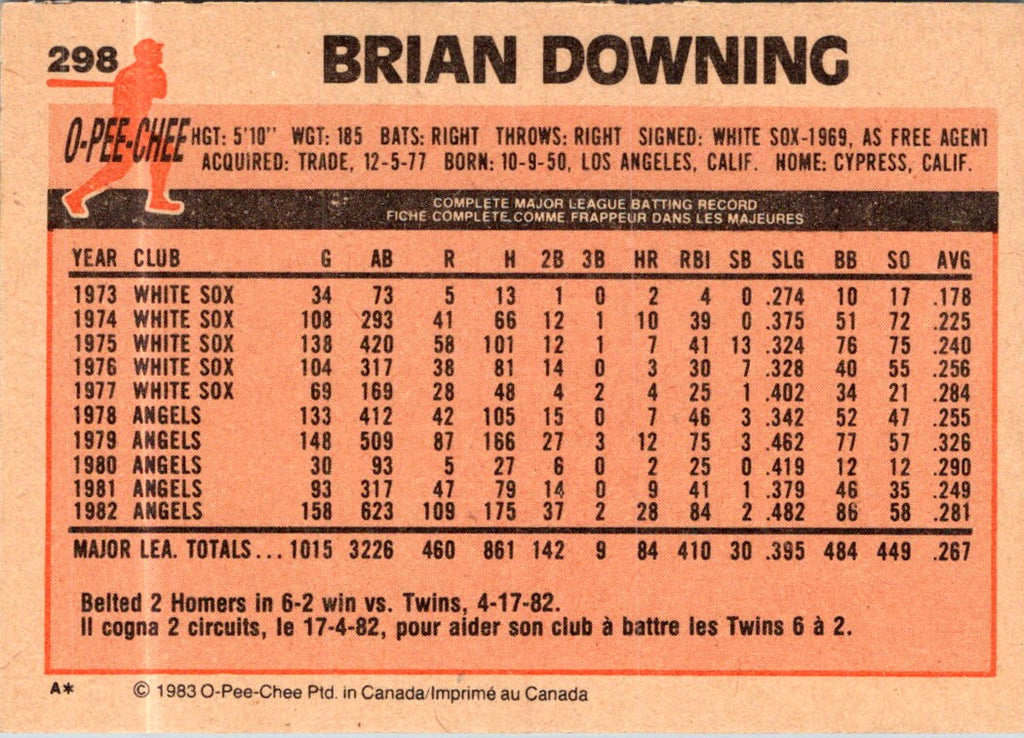 298
BRIAN DOWNING
O-PEE-CHEE
HGT: 5'10" WGT: 185 BATS: RIGHT THROWS: RIGHT SIGNED: WHITE SOX-1969, AS FREE AGENT
ACQUIRED: TRADE, 12-5-77 BORN: 10-9-50, LOS ANGELES, CALIF. HOME: CYPRESS, CALIF.
COMPLETE MAJOR LEAGUE BATTING RECORD
FICHE COMPLETE.COMME FRAPPEUR DANS LES MAJEURES
YEAR CLUB G AB R H 2B 3B HR RBI SB SLG BB SO AVG
1973 WHITE SOX 34 73 5 13 1 0 2 4 0 .274 10 17 .178
1974 WHITE SOX 108 293 41 66 12 1 10 39 0 .375 51 72 .225
1975 WHITE SOX 138 420 58 101 12 1 7 41 13 .324 76 75 .240
1976 WHITE SOX 104 317 38 81 14 0 3 30 7 .328 40 55 .256
1977 WHITE SOX 69 169 28 48 4 2 4 25 1 .402 34 21 .284
1978 ANGELS 133 412 42 105 15 0 7 46 3 .342 52 47 .255
1979 ANGELS 148 509 87 166 27 3 12 75 3 .462 77 57 .326
1980 ANGELS 30 93 5 27 6 0 2 25 0 .419 12 12 .290
1981 ANGELS 93 317 47 79 14 0 9 41 1 .379 46 35 .249
1982 ANGELS 158 623 109 175 37 2 28 84 2 .482 86 58 .281
MAJOR LEA. TOTALS... 1015 3226 460 861 142 9 84 410 30 .395 484 449 .267
Belted 2 Homers in 6-2 win vs. Twins, 4-17-82.
Il cogna 2 circuits, le 17-4-82, pour aider son club à battre les Twins 6 à 2.
A* © 1983 O-Pee-Chee Ptd. in Canada/Imprimé au Canada